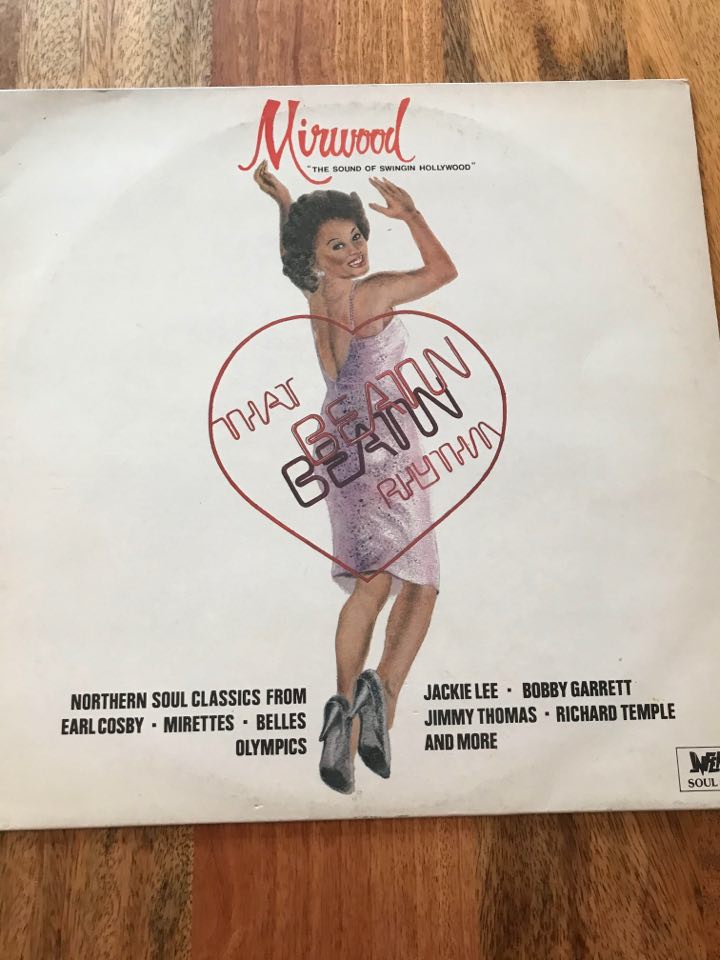 Mirwood
"THE SOUND OF SWINGIN HOLLYWOOD"
THAT
BEATIN
BEATIN
RHYTHM
NORTHERN SOUL CLASSICS FROM
EARL COSBY · MIRETTES · BELLES
OLYMPICS
JACKIE LEE · BOBBY GARRETT
JIMMY THOMAS · RICHARD TEMPLE
AND MORE
SOUL